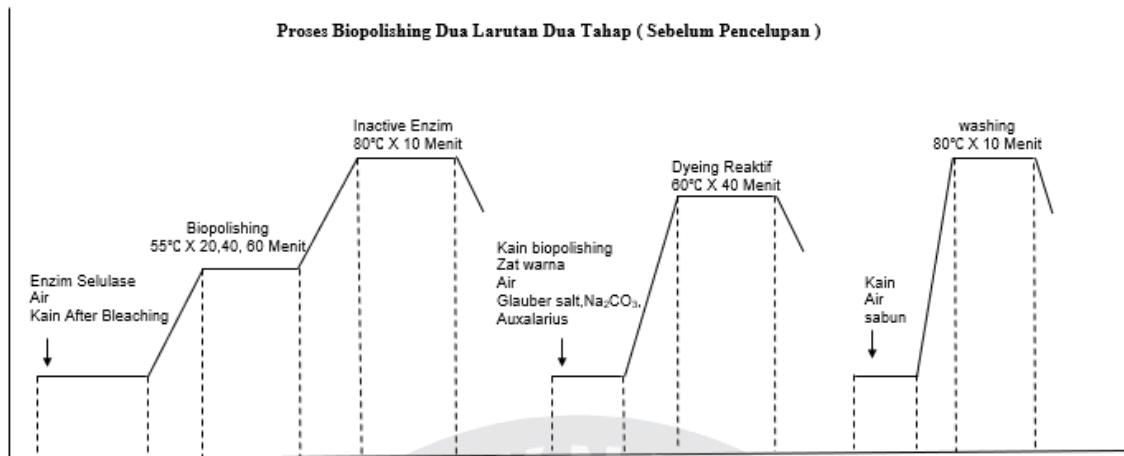 Proses Biopolishing Dua Larutan Dua Tahap ( Sebelum Pencelupan )
Enzim Selulase
Air
Kain After Bleaching
Biopolishing
55°C X 20,40, 60 Menit
Inactive Enzim
80°C X 10 Menit
Kain biopolishing
Zat warna
Air
Glauber salt,Na₂CO₃,
Auxalarius
Dyeing Reaktif
60°C X 40 Menit
Kain
Air
sabun
washing
80°C X 10 Menit